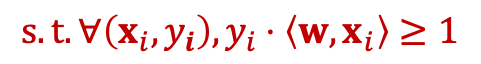 s.t. ∀(𝐱ᵢ, yᵢ), yᵢ · ⟨𝐰, 𝐱ᵢ⟩ ≥ 1